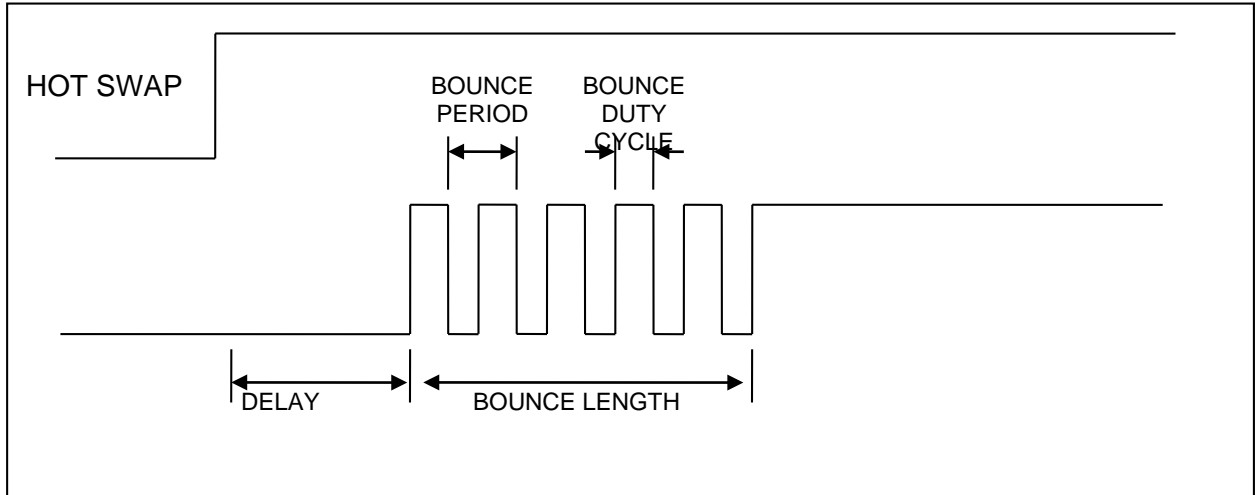 HOT SWAP
BOUNCE
PERIOD
BOUNCE
DUTY
CYCLE
DELAY
BOUNCE LENGTH